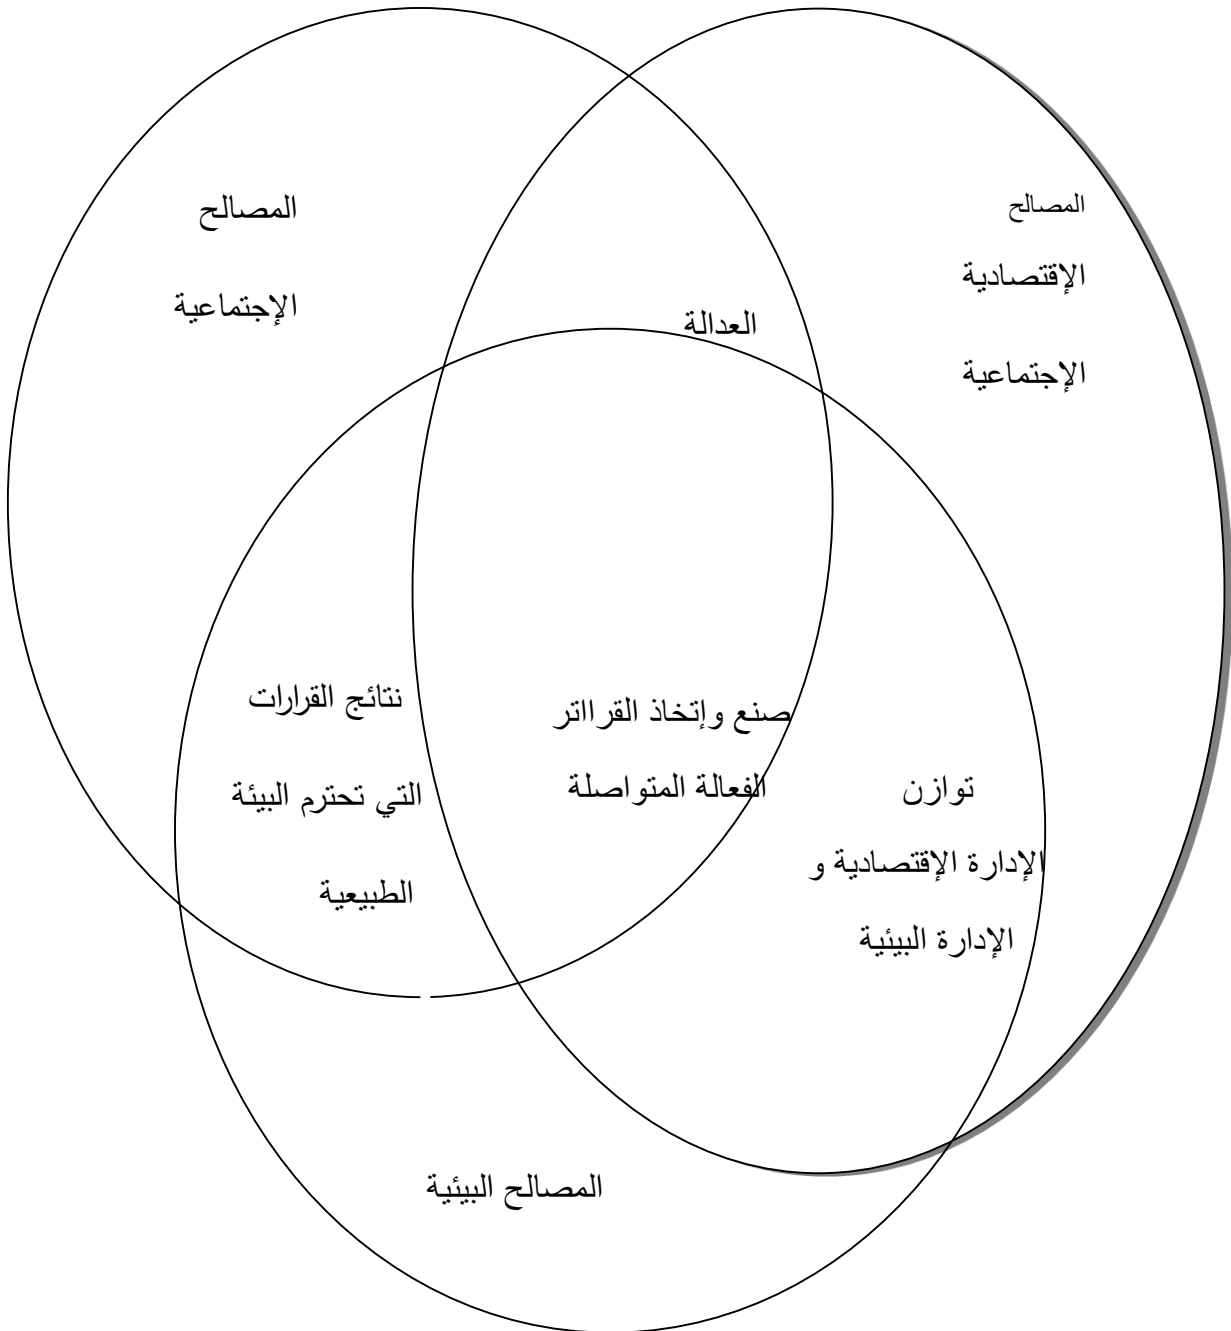 المصالح
الإقتصادية
الإجتماعية
المصالح
الإجتماعية
العدالة
نتائج القرارات
التي تحترم البيئة
الطبيعية
صنع وإتخاذ القرااتر
الفعالة المتواصلة
توازن
الإدارة الإقتصادية و
الإدارة البيئية
المصالح البيئية